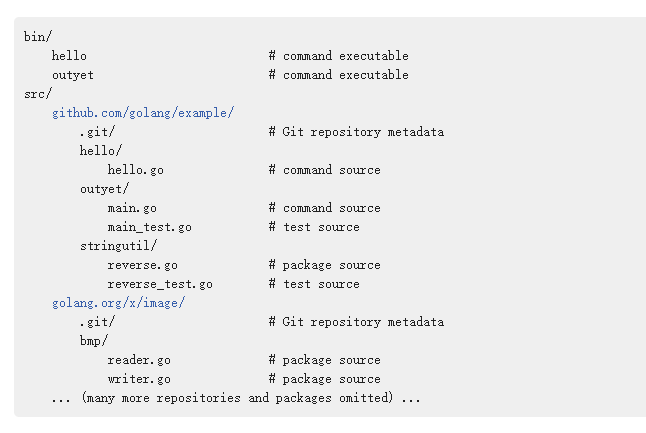 bin/
    hello                          # command executable
    outyet                         # command executable
src/
    github.com/golang/example/
        .git/                      # Git repository metadata
        hello/
            hello.go               # command source
        outyet/
            main.go                # command source
            main_test.go           # test source
        stringutil/
            reverse.go             # package source
            reverse_test.go        # test source
    golang.org/x/image/
        .git/                      # Git repository metadata
        bmp/
            reader.go              # package source
            writer.go              # package source
    ... (many more repositories and packages omitted) ...